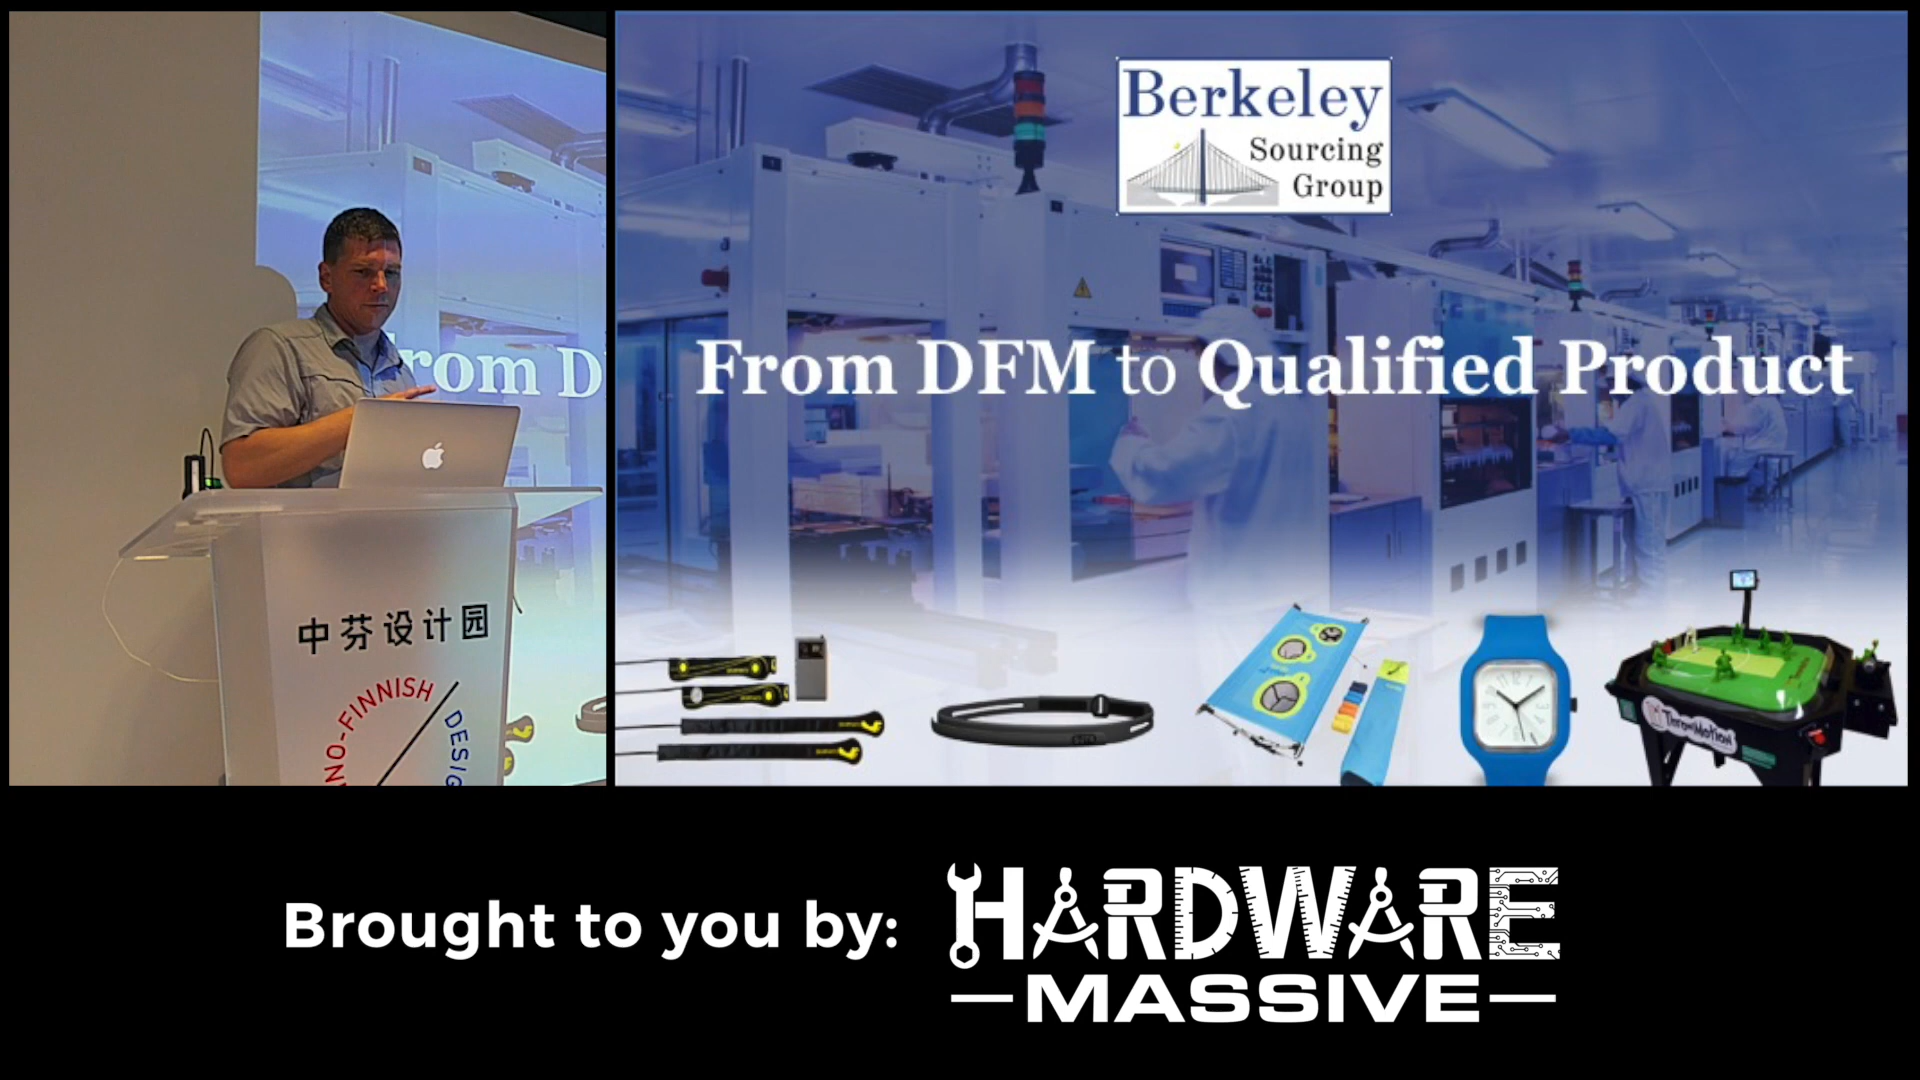 Berkeley
Sourcing
Group
From DFM to Qualified Product
rom D
中芬设计园
NO-FINNISH
DESIG
ThrowMotion
Brought to you by:
HARDWARE
MASSIVE